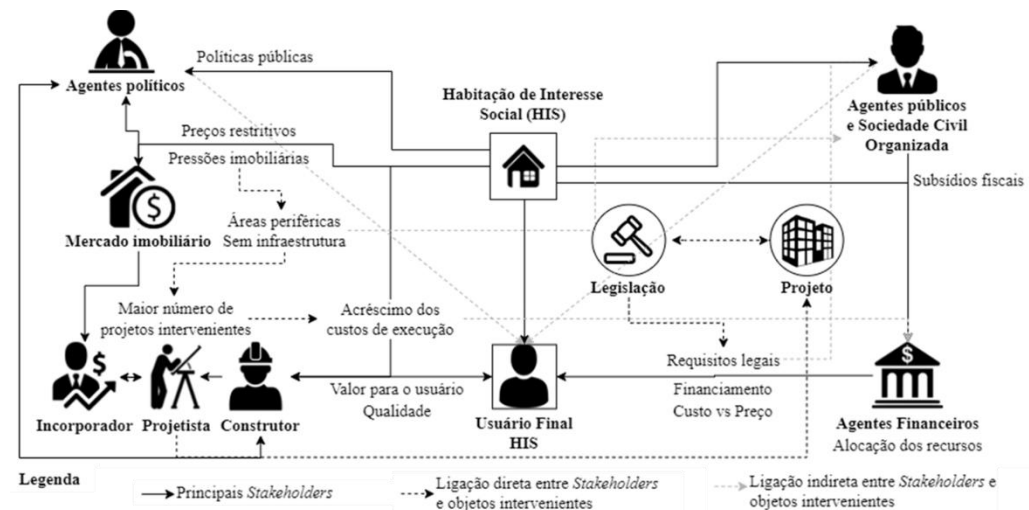 Políticas públicas
Agentes políticos
Habitação de Interesse
Social (HIS)
Agentes públicos
e Sociedade Civil
Organizada
Preços restritivos
Pressões imobiliárias
Subsídios fiscais
Áreas periféricas
Sem infraestrutura
Mercado imobiliário
Legislação
Projeto
Maior número de
projetos intervenientes
Acréscimo dos
custos de execução
Requisitos legais
Valor para o usuário
Qualidade
Financiamento
Custo vs Preço
Incorporador
Projetista
Construtor
Usuário Final
HIS
Agentes Financeiros
Alocação dos recursos
Legenda
Principais Stakeholders
Ligação direta entre Stakeholders
e objetos intervenientes
Ligação indireta entre Stakeholders e
objetos intervenientes